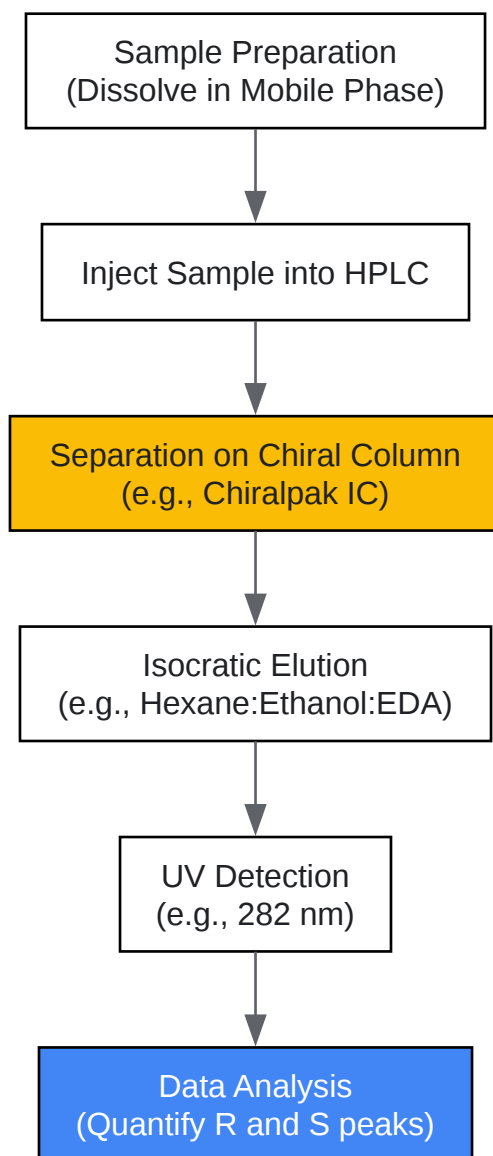 Sample Preparation
(Dissolve in Mobile Phase)
Inject Sample into HPLC
Separation on Chiral Column
(e.g., Chiralpak IC)
Isocratic Elution
(e.g., Hexane:Ethanol:EDA)
UV Detection
(e.g., 282 nm)
Data Analysis
(Quantify R and S peaks)